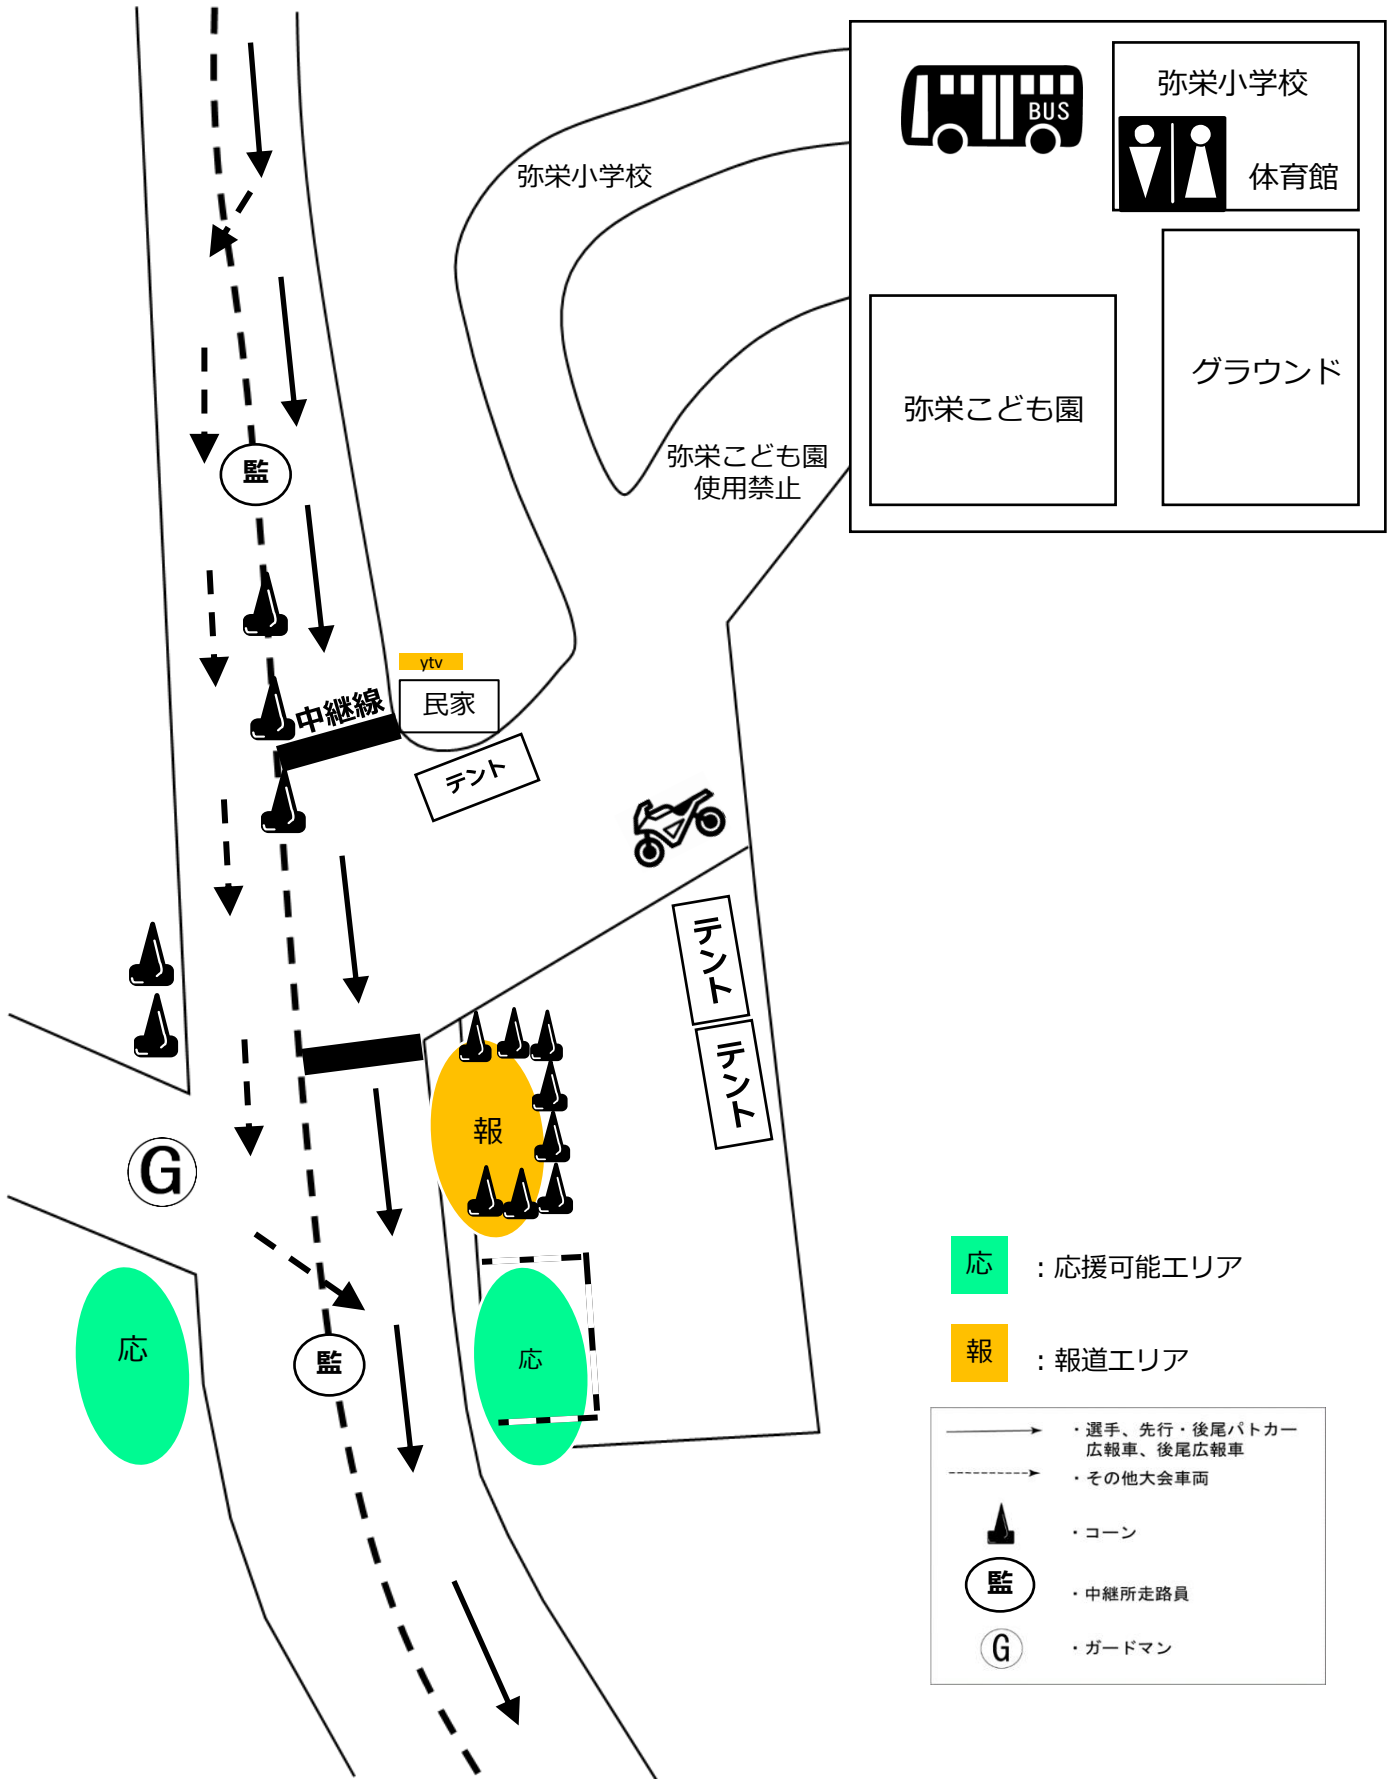 BUS
弥栄小学校
体育館
弥栄小学校
グラウンド
弥栄こども園
弥栄こども園
使用禁止
監
ytv
民家
中継線
テント
テント
テント
報
G
応
応
監
応
：応援可能エリア
報
：報道エリア
・選手、先行・後尾パトカー
広報車、後尾広報車
・その他大会車両
・コーン
監
・中継所走路員
G
・ガードマン